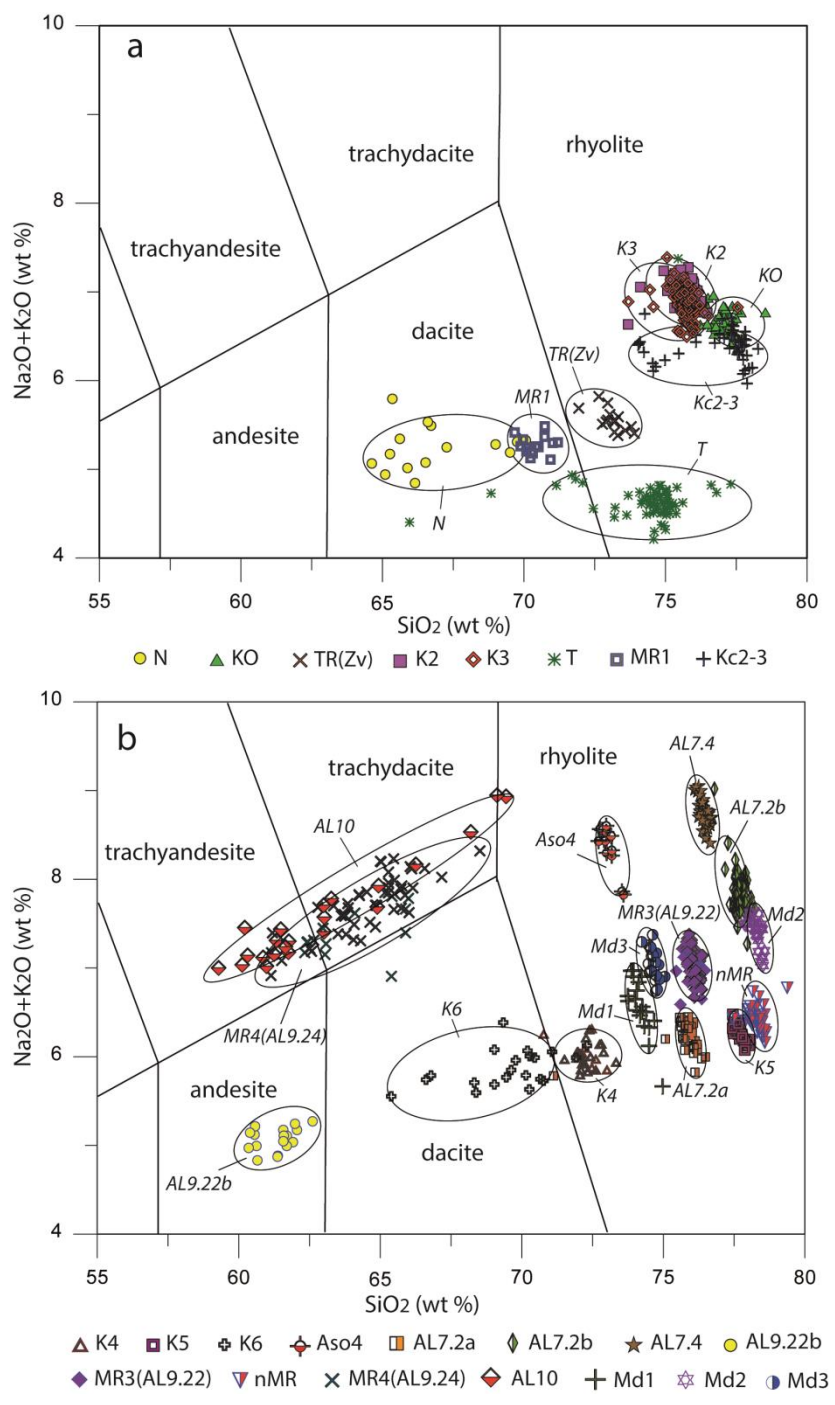 10
a
trachydacite
rhyolite
8
trachyandesite
K3
K2
KO
dacite
TR(Zv)
6
MR1
Kc2-3
andesite
T
N
4
Na2O+K2O (wt %)
55 60 65 70 75 80
SiO2 (wt %)
N KO TR(Zv) K2 K3 T MR1 Kc2-3
10
b
rhyolite
AL7.4
trachydacite
AL7.2b
AL10
Aso4
trachyandesite
8
MR3(AL9.22)
Md2
Md3
nMR
MR4(AL9.24)
K6
Md1
6
K5
K4
AL7.2a
andesite
dacite
AL9.22b
4
Na2O+K2O (wt %)
55 60 65 70 75 80
SiO2 (wt %)
K4 K5 K6 Aso4 AL7.2a AL7.2b AL7.4 AL9.22b
MR3(AL9.22) nMR MR4(AL9.24) AL10 Md1 Md2 Md3